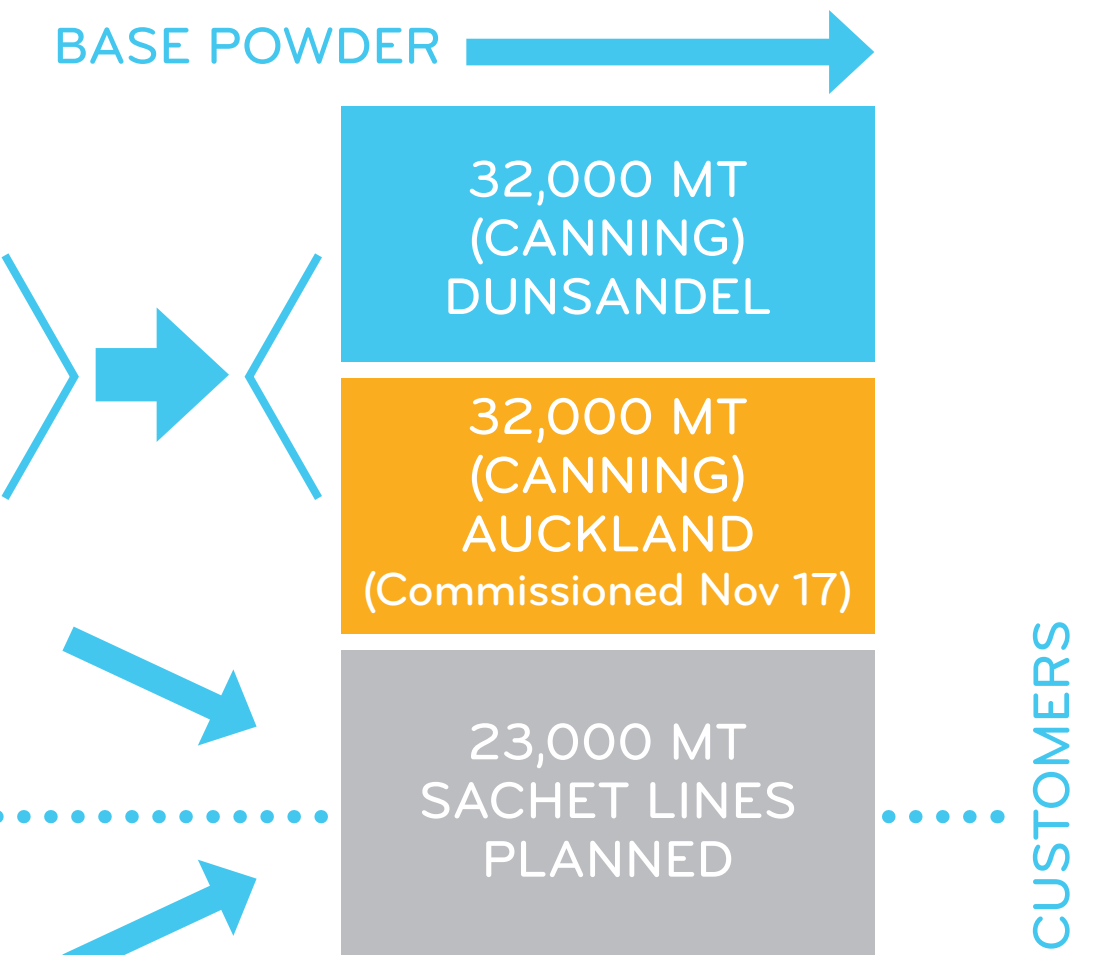 BASE POWDER
32,000 MT
(CANNING)
DUNSANDEL
32,000 MT
(CANNING)
AUCKLAND
(Commissioned Nov 17)
23,000 MT
SACHET LINES
PLANNED
CUSTOMERS